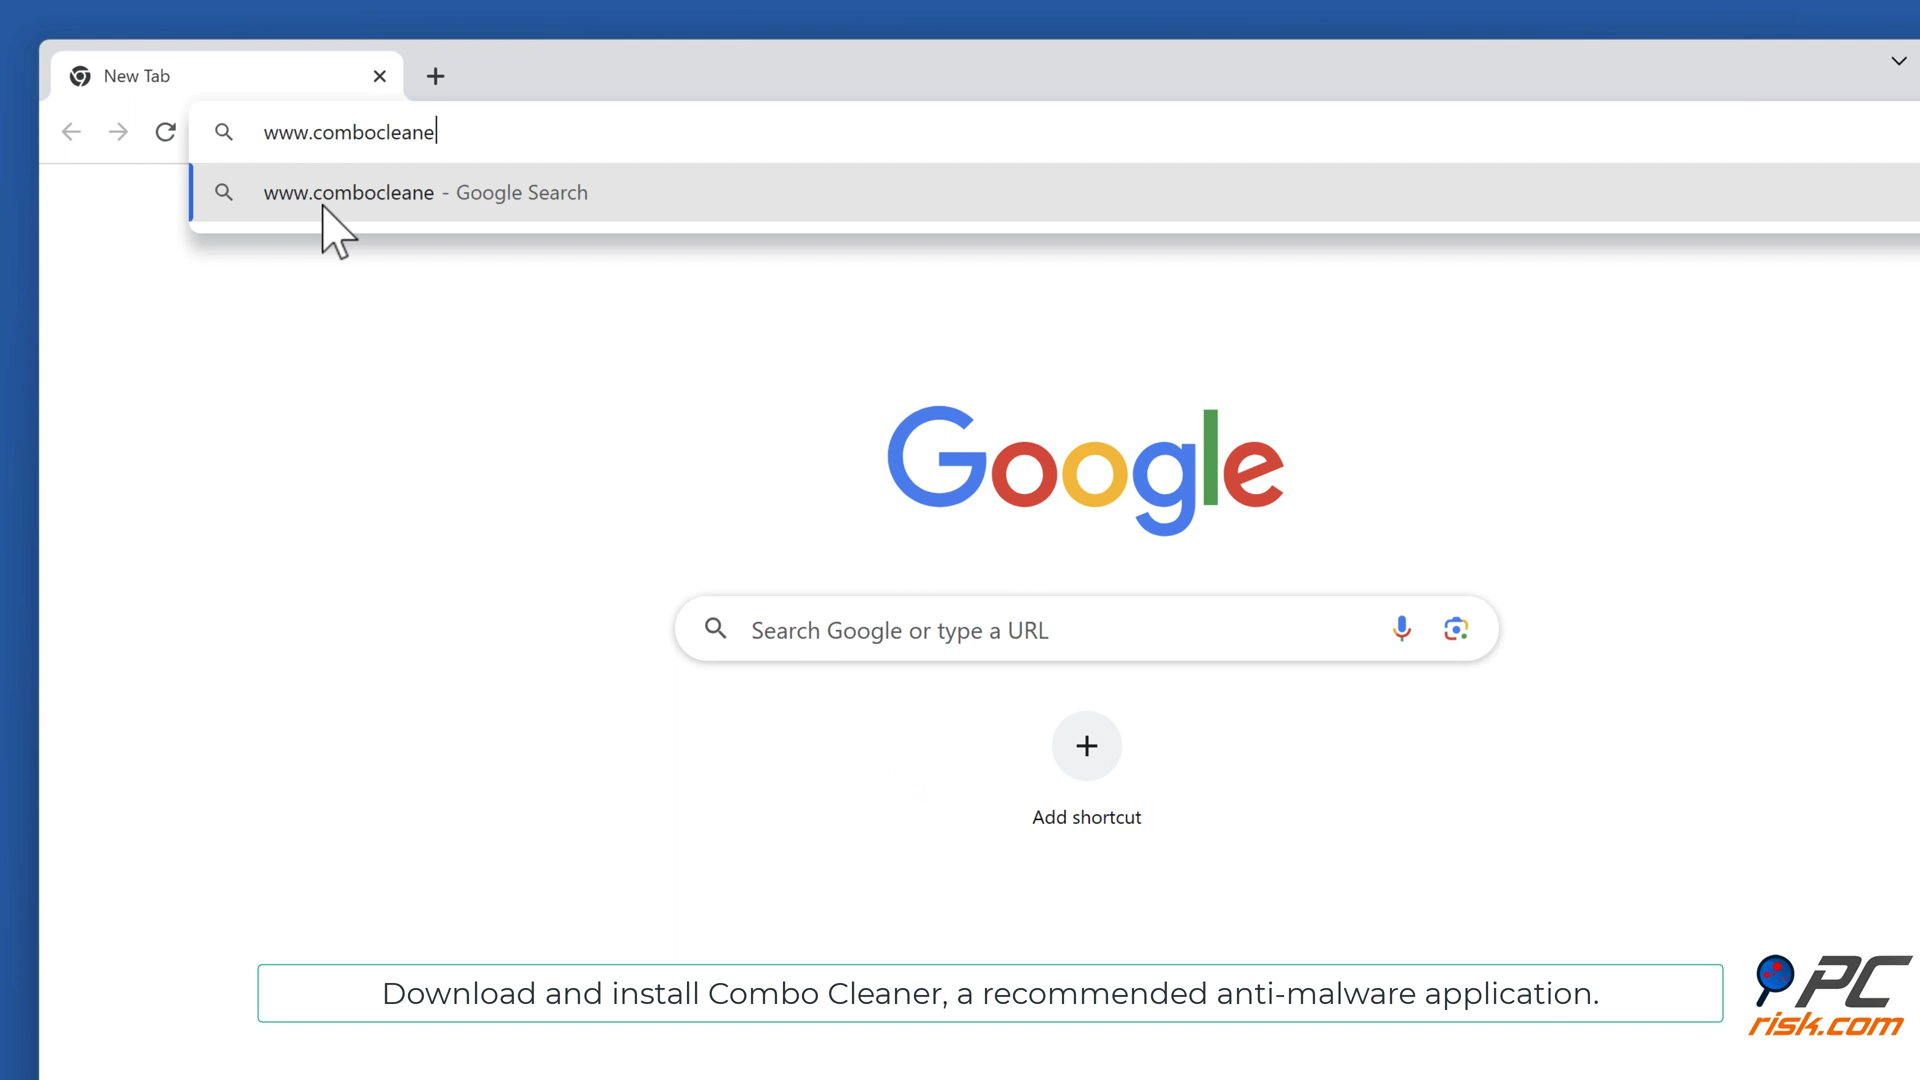 New Tab
www.combocleane
www.combocleane - Google Search
Google
Search Google or type a URL
Add shortcut
Download and install Combo Cleaner, a recommended anti-malware application.
PC
risk.com